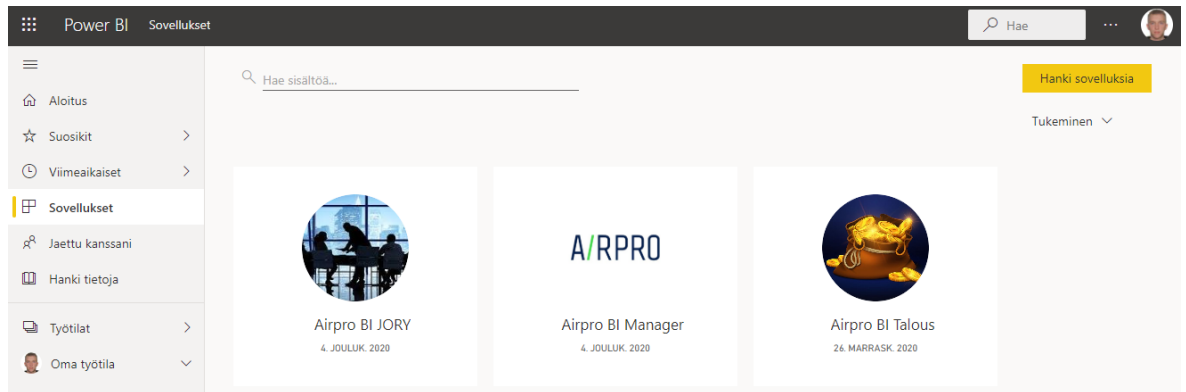 Power BI Sovellukset Hae
Hae sisältöä...
Hanki sovelluksia
Tukeminen
Aloitus
Suosikit
Viimeaikaiset
Sovellukset
Jaettu kanssani
Hanki tietoja
Työtilat
Oma työtila
AIRPRO
Airpro BI JORY
4. JOULUK. 2020
Airpro BI Manager
4. JOULUK. 2020
Airpro BI Talous
26. MARRASK. 2020